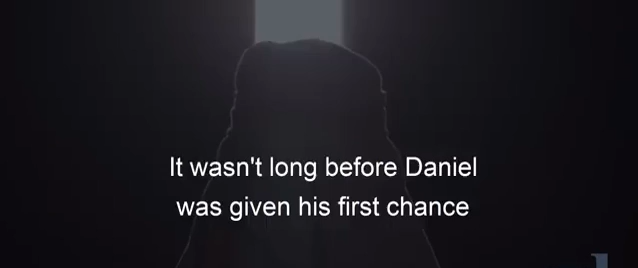 It wasn't long before Daniel
was given his first chance